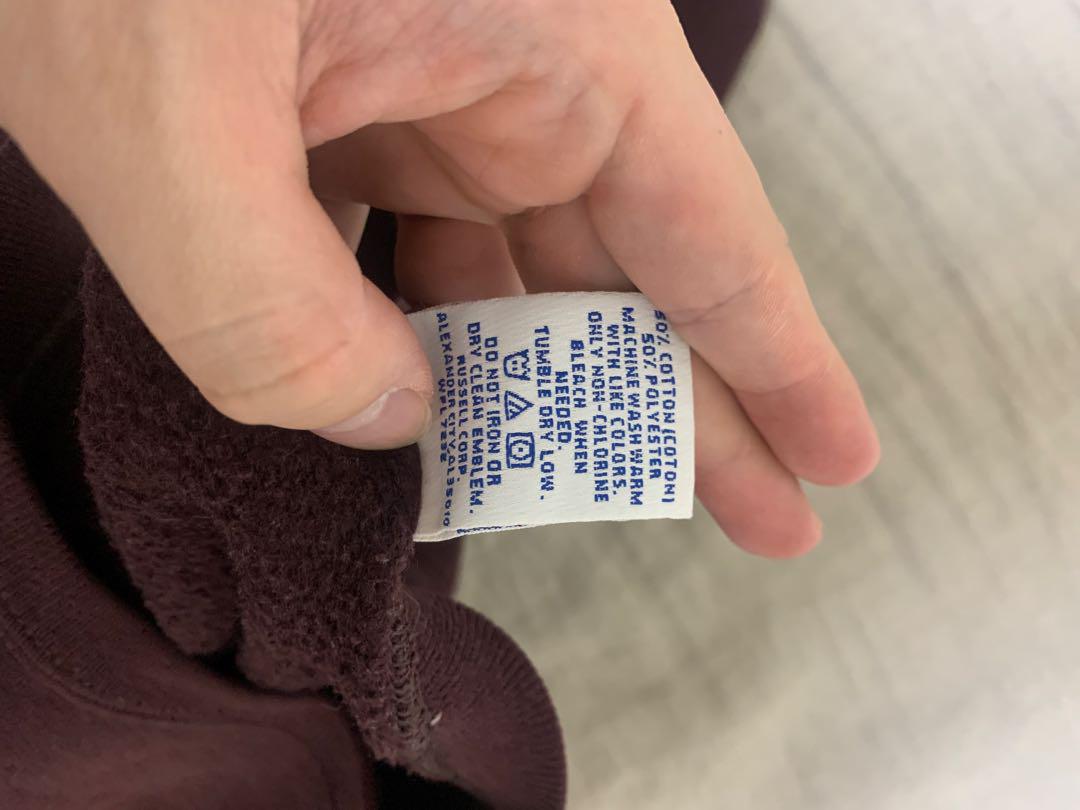 50% COTTON (COTON)
50% POLYESTER
MACHINE WASH WARM
WITH LIKE COLORS.
ONLY NON-CHLORINE
BLEACH WHEN
NEEDED.
TUMBLE DRY LOW.
DO NOT IRON OR
DRY CLEAN EMBLEM.
RUSSELL CORP.
ALEXANDER CITY, AL 35010